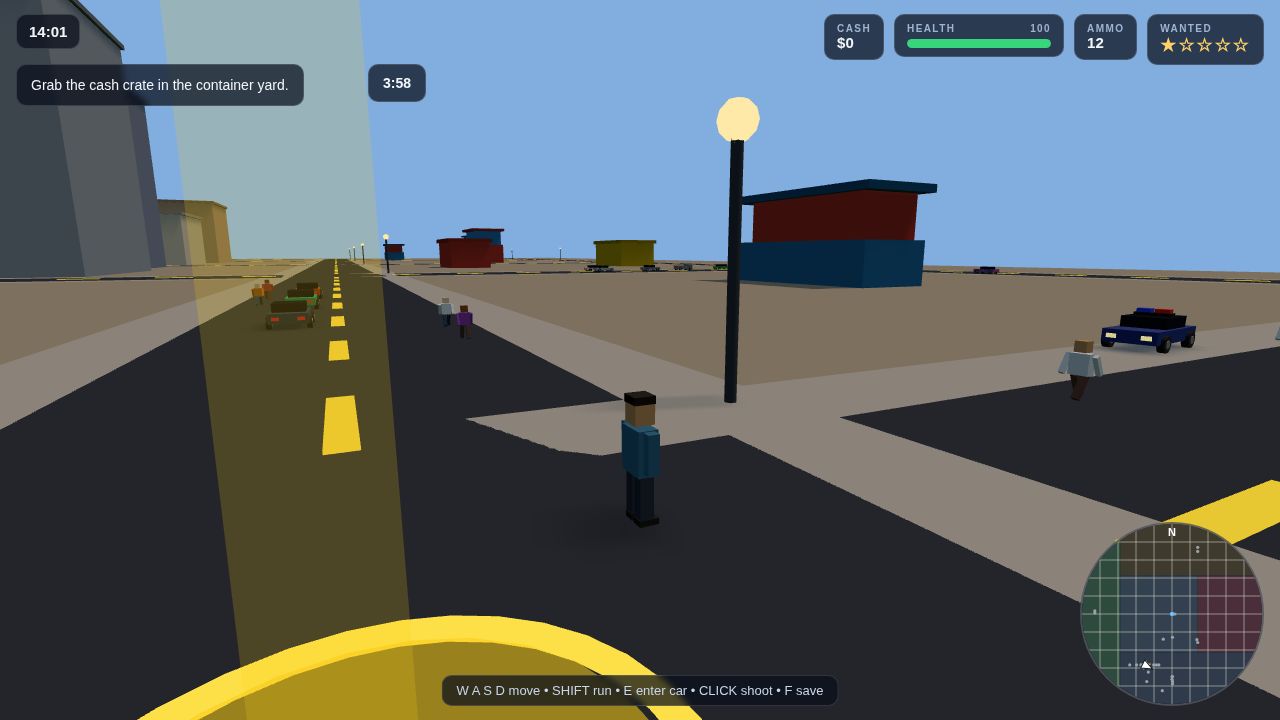 14:01
CASH
$0
HEALTH 100
AMMO
12
WANTED
★☆☆☆☆
Grab the cash crate in the container yard.
3:58
N
W A S D move • SHIFT run • E enter car • CLICK shoot • F save